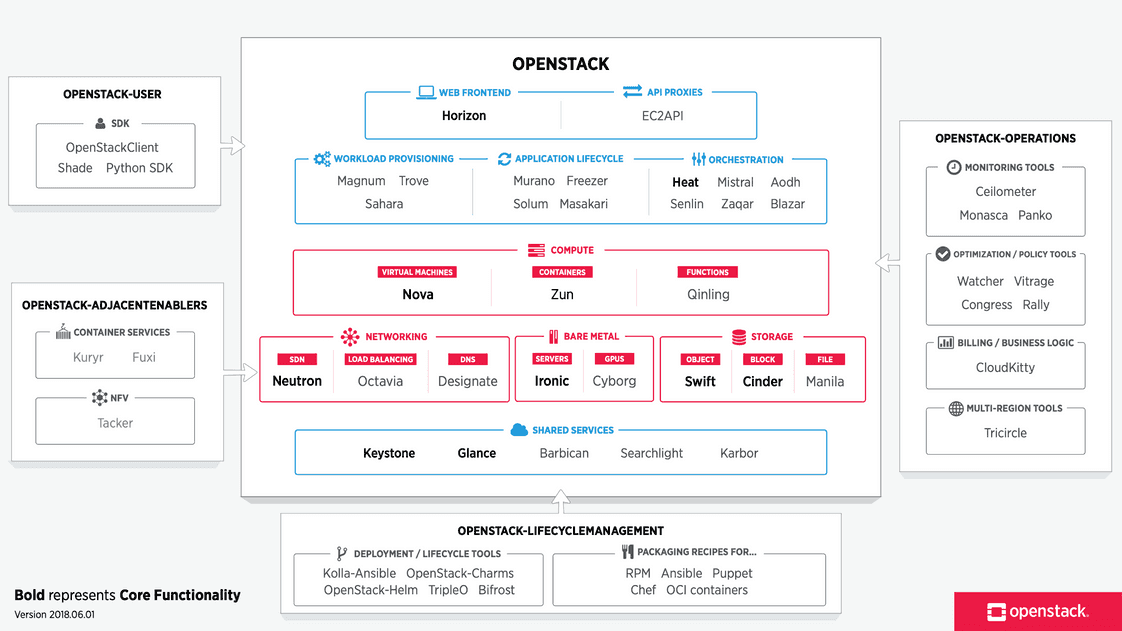 OPENSTACK
WEB FRONTEND
Horizon
API PROXIES
EC2API
WORKLOAD PROVISIONING
Magnum Trove
Sahara
APPLICATION LIFECYCLE
Murano Freezer
Solum Masakari
ORCHESTRATION
Heat Mistral Aodh
Senlin Zaqar Blazar
COMPUTE
VIRTUAL MACHINES
Nova
CONTAINERS
Zun
FUNCTIONS
Qinling
NETWORKING
SDN
Neutron
LOAD BALANCING
Octavia
DNS
Designate
BARE METAL
SERVERS
Ironic
GPUS
Cyborg
STORAGE
OBJECT
Swift
BLOCK
Cinder
FILE
Manila
SHARED SERVICES
Keystone Glance Barbican Searchlight Karbor
OPENSTACK-USER
SDK
OpenStackClient
Shade Python SDK
OPENSTACK-ADJACENTENABLERS
CONTAINER SERVICES
Kuryr Fuxi
NFV
Tacker
OPENSTACK-OPERATIONS
MONITORING TOOLS
Ceilometer
Monasca Panko
OPTIMIZATION / POLICY TOOLS
Watcher Vitrage
Congress Rally
BILLING / BUSINESS LOGIC
CloudKitty
MULTI-REGION TOOLS
Tricircle
OPENSTACK-LIFECYCLEMANAGEMENT
DEPLOYMENT / LIFECYCLE TOOLS
Kolla-Ansible OpenStack-Charms
OpenStack-Helm TripleO Bifrost
PACKAGING RECIPES FOR...
RPM Ansible Puppet
Chef OCI containers
Bold represents Core Functionality
Version 2018.06.01
openstack.